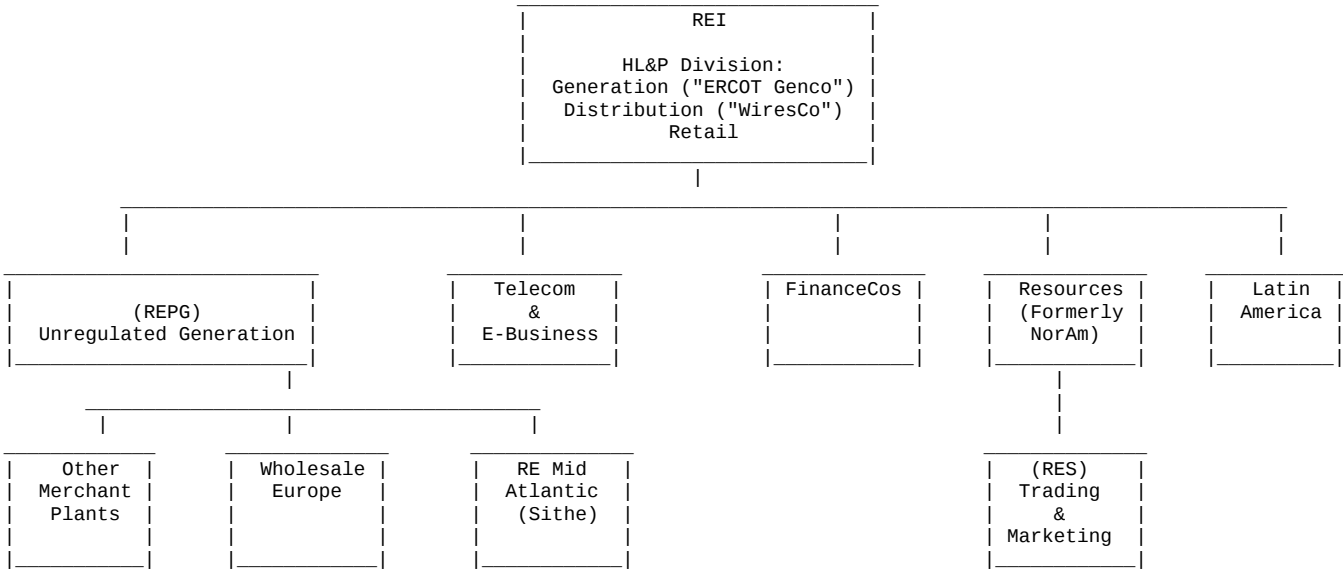 REI
HL&P Division:
Generation ("ERCOT Genco")
Distribution ("WiresCo")
Retail
(REPG)
Unregulated Generation
Telecom
&
E-Business
FinanceCos
Resources
(Formerly
NorAm)
Latin
America
Other
Merchant
Plants
Wholesale
Europe
RE Mid
Atlantic
(Sithe)
(RES)
Trading
&
Marketing